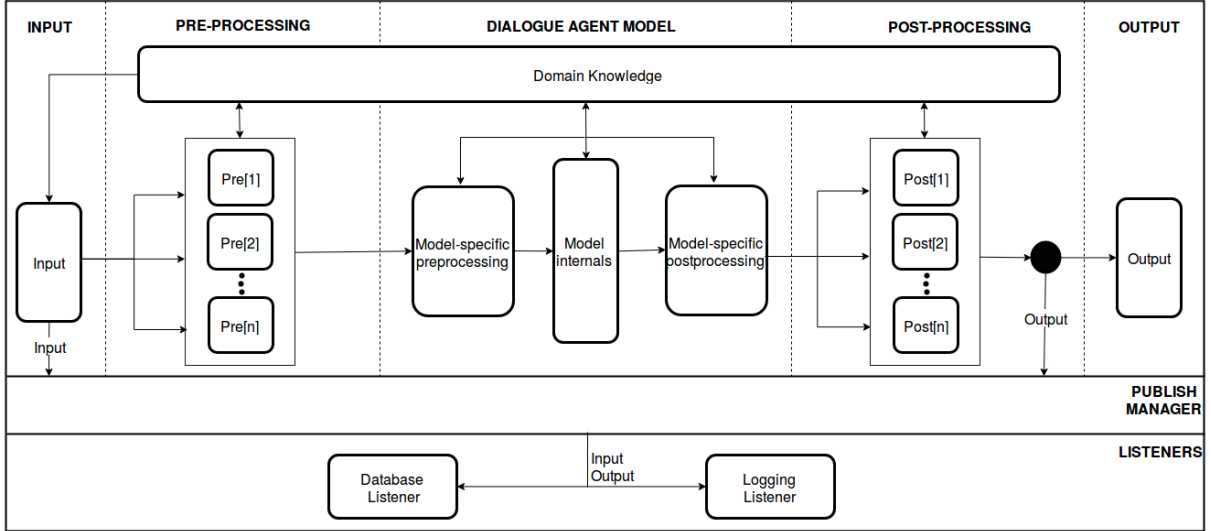 INPUT
PRE-PROCESSING
DIALOGUE AGENT MODEL
POST-PROCESSING
OUTPUT
Domain Knowledge
Input
Input
Pre[1]
Pre[2]
Pre[n]
Model-specific
preprocessing
Model
internals
Model-specific
postprocessing
Post[1]
Post[2]
Post[n]
Output
Output
PUBLISH
MANAGER
LISTENERS
Input
Output
Database
Listener
Logging
Listener